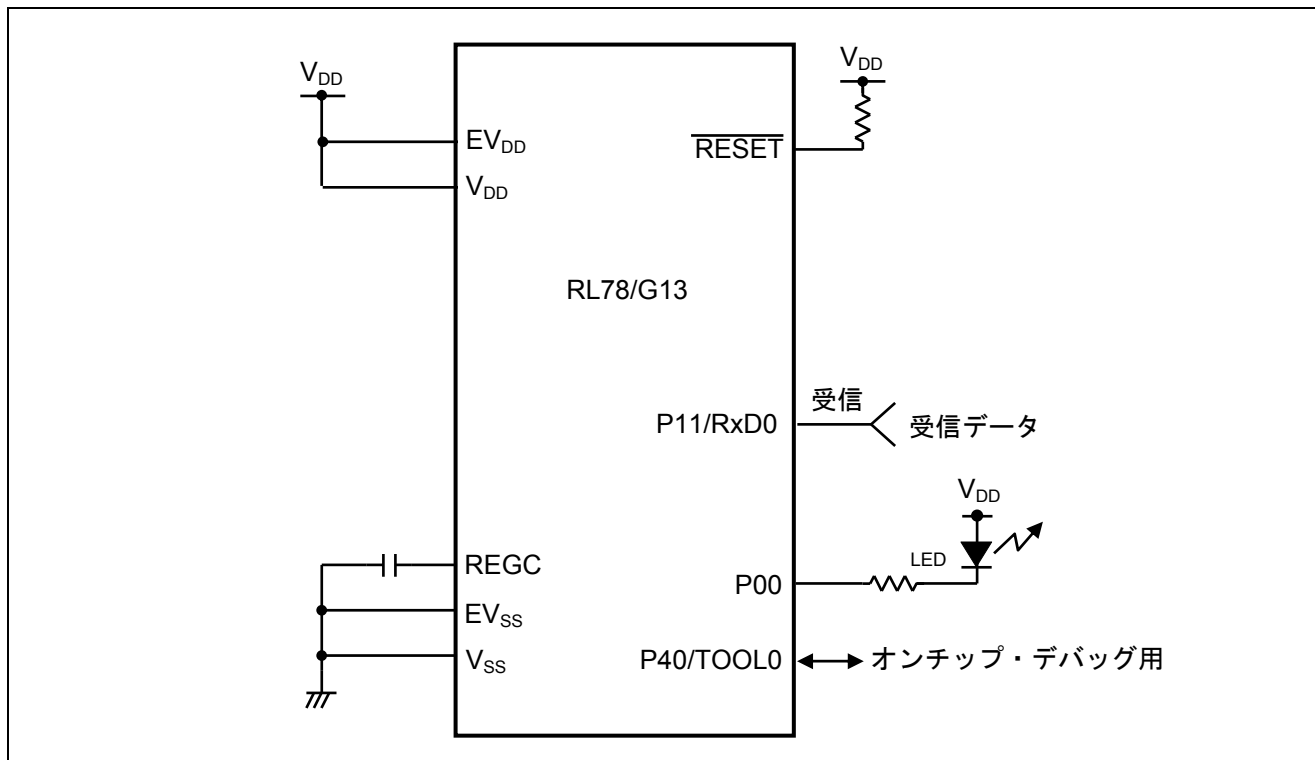 VDD
EVDD
VDD
RL78/G13
REGC
EVSS
VSS
VDD
RESET
P11/RxD0
受信
受信データ
VDD
LED
P00
P40/TOOL0
オンチップ・デバッグ用